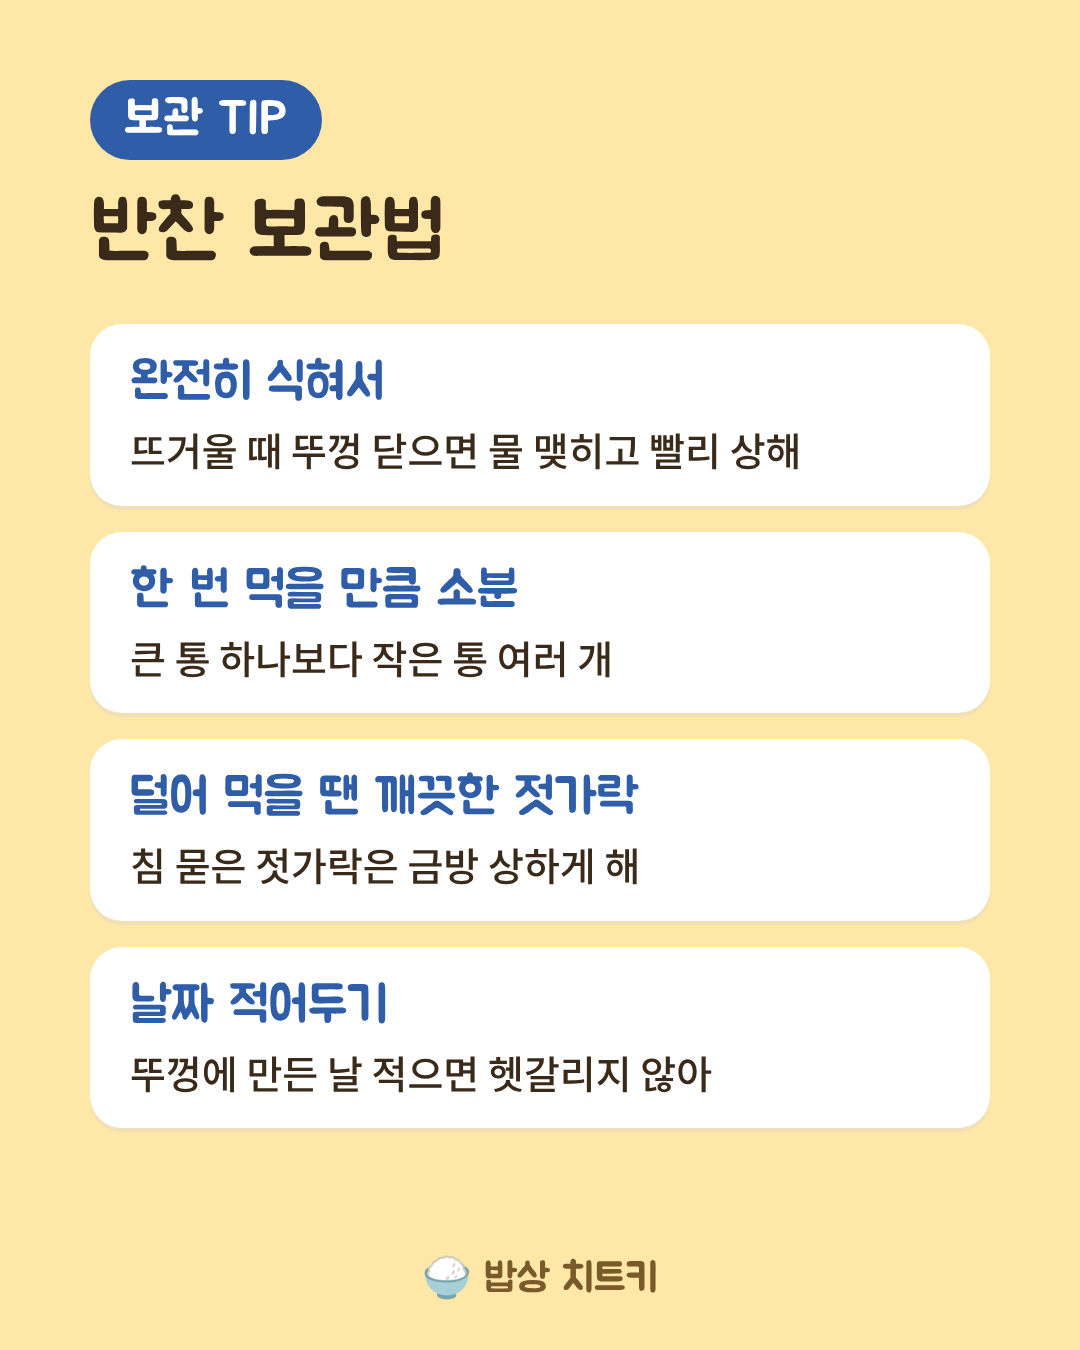 보관 TIP
반찬 보관법
완전히 식혀서
뜨거울 때 뚜껑 닫으면 물 맺히고 빨리 상해
한 번 먹을 만큼 소분
큰 통 하나보다 작은 통 여러 개
덜어 먹을 땐 깨끗한 젓가락
침 묻은 젓가락은 금방 상하게 해
날짜 적어두기
뚜껑에 만든 날 적으면 헷갈리지 않아
밥상 치트키